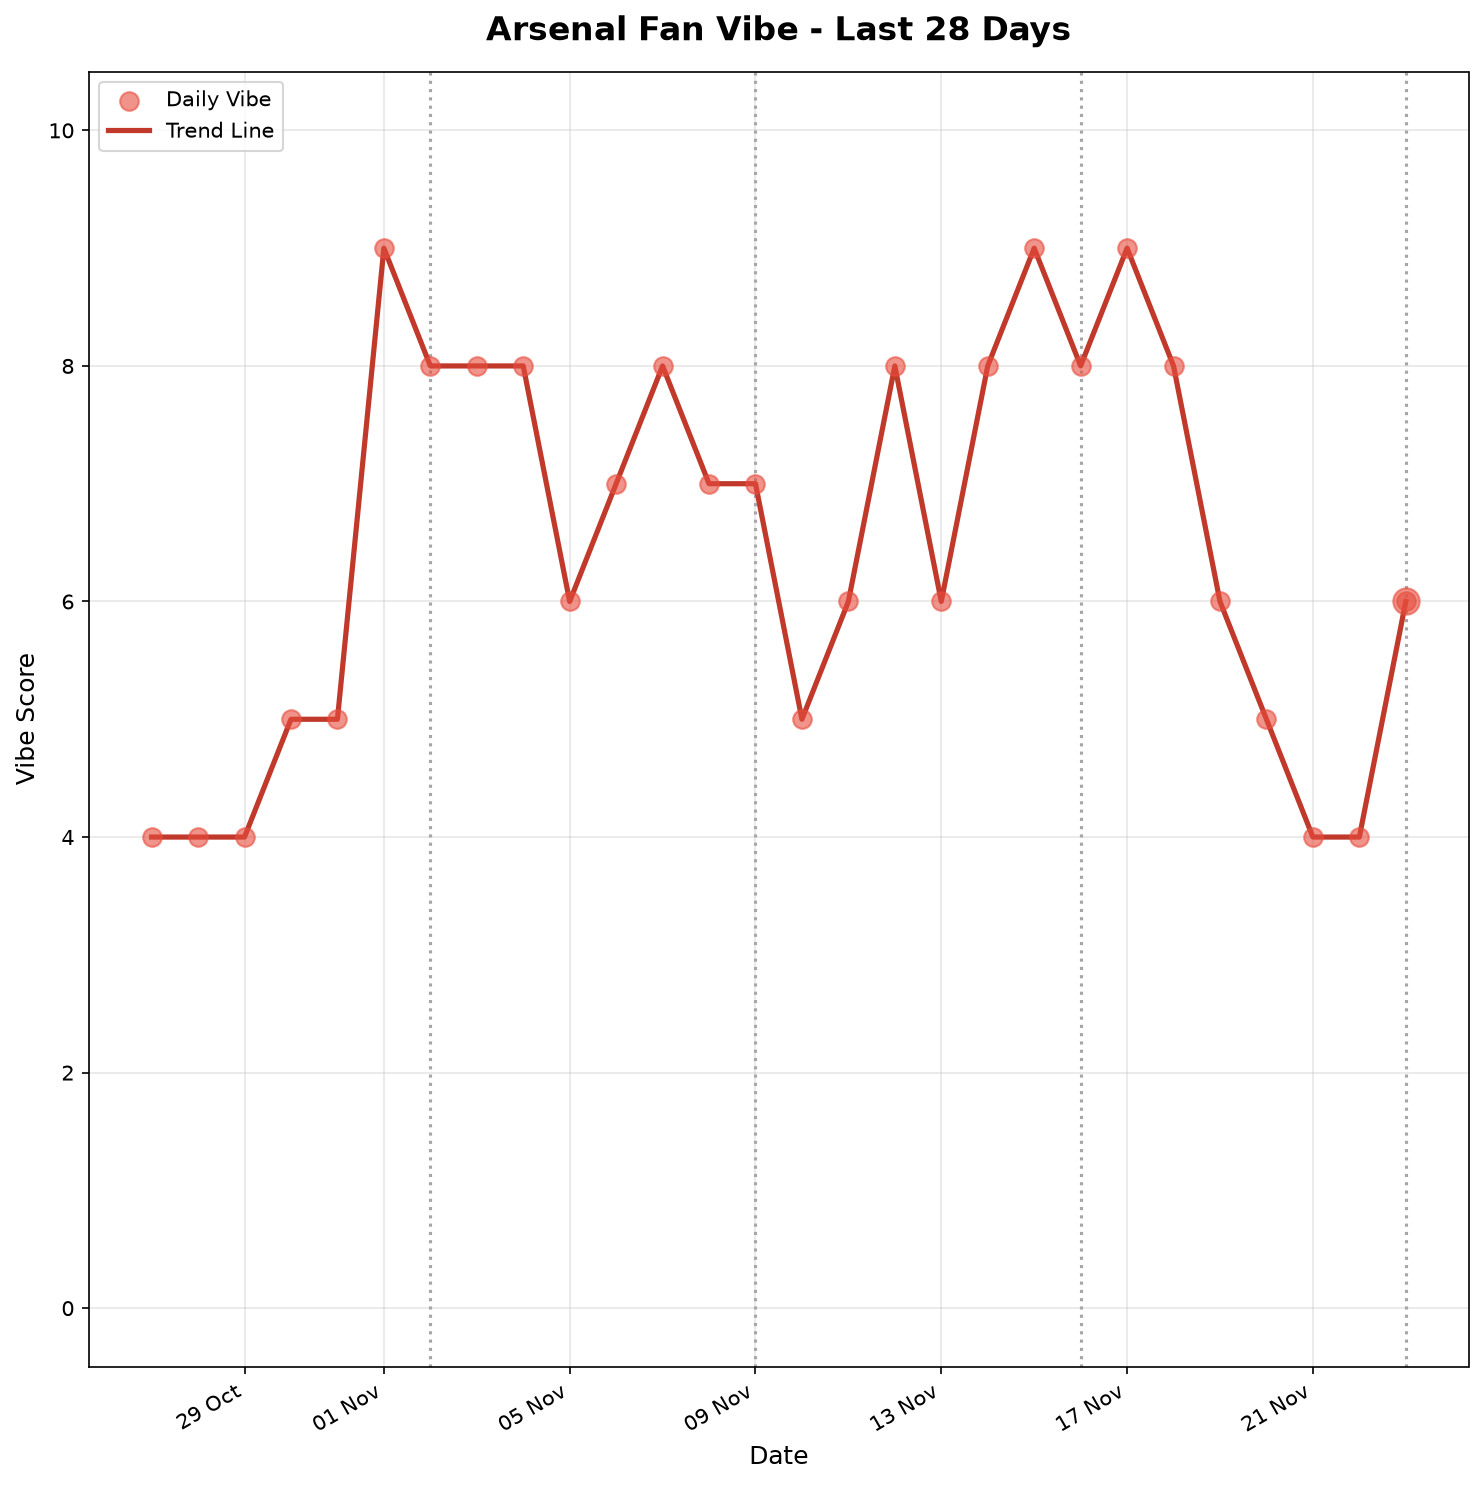 Arsenal Fan Vibe - Last 28 Days
Daily Vibe
Trend Line
10
8
6
4
2
0
Vibe Score
29 Oct
01 Nov
05 Nov
09 Nov
13 Nov
17 Nov
21 Nov
Date